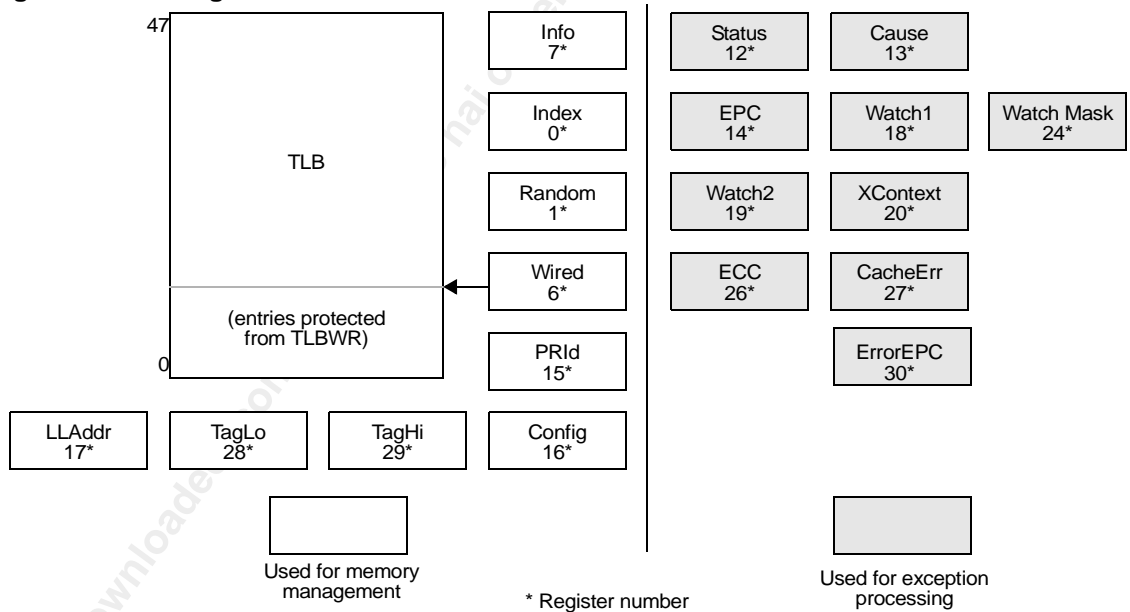 47
Info
7*
Status
12*
Cause
13*
Index
0*
EPC
14*
Watch1
18*
Watch Mask
24*
TLB
Random
1*
Watch2
19*
XContext
20*
Wired
6*
ECC
26*
CacheErr
27*
(entries protected
from TLBWR)
0
PRId
15*
ErrorEPC
30*
LLAddr
17*
TagLo
28*
TagHi
29*
Config
16*
Used for memory
management
* Register number
Used for exception
processing